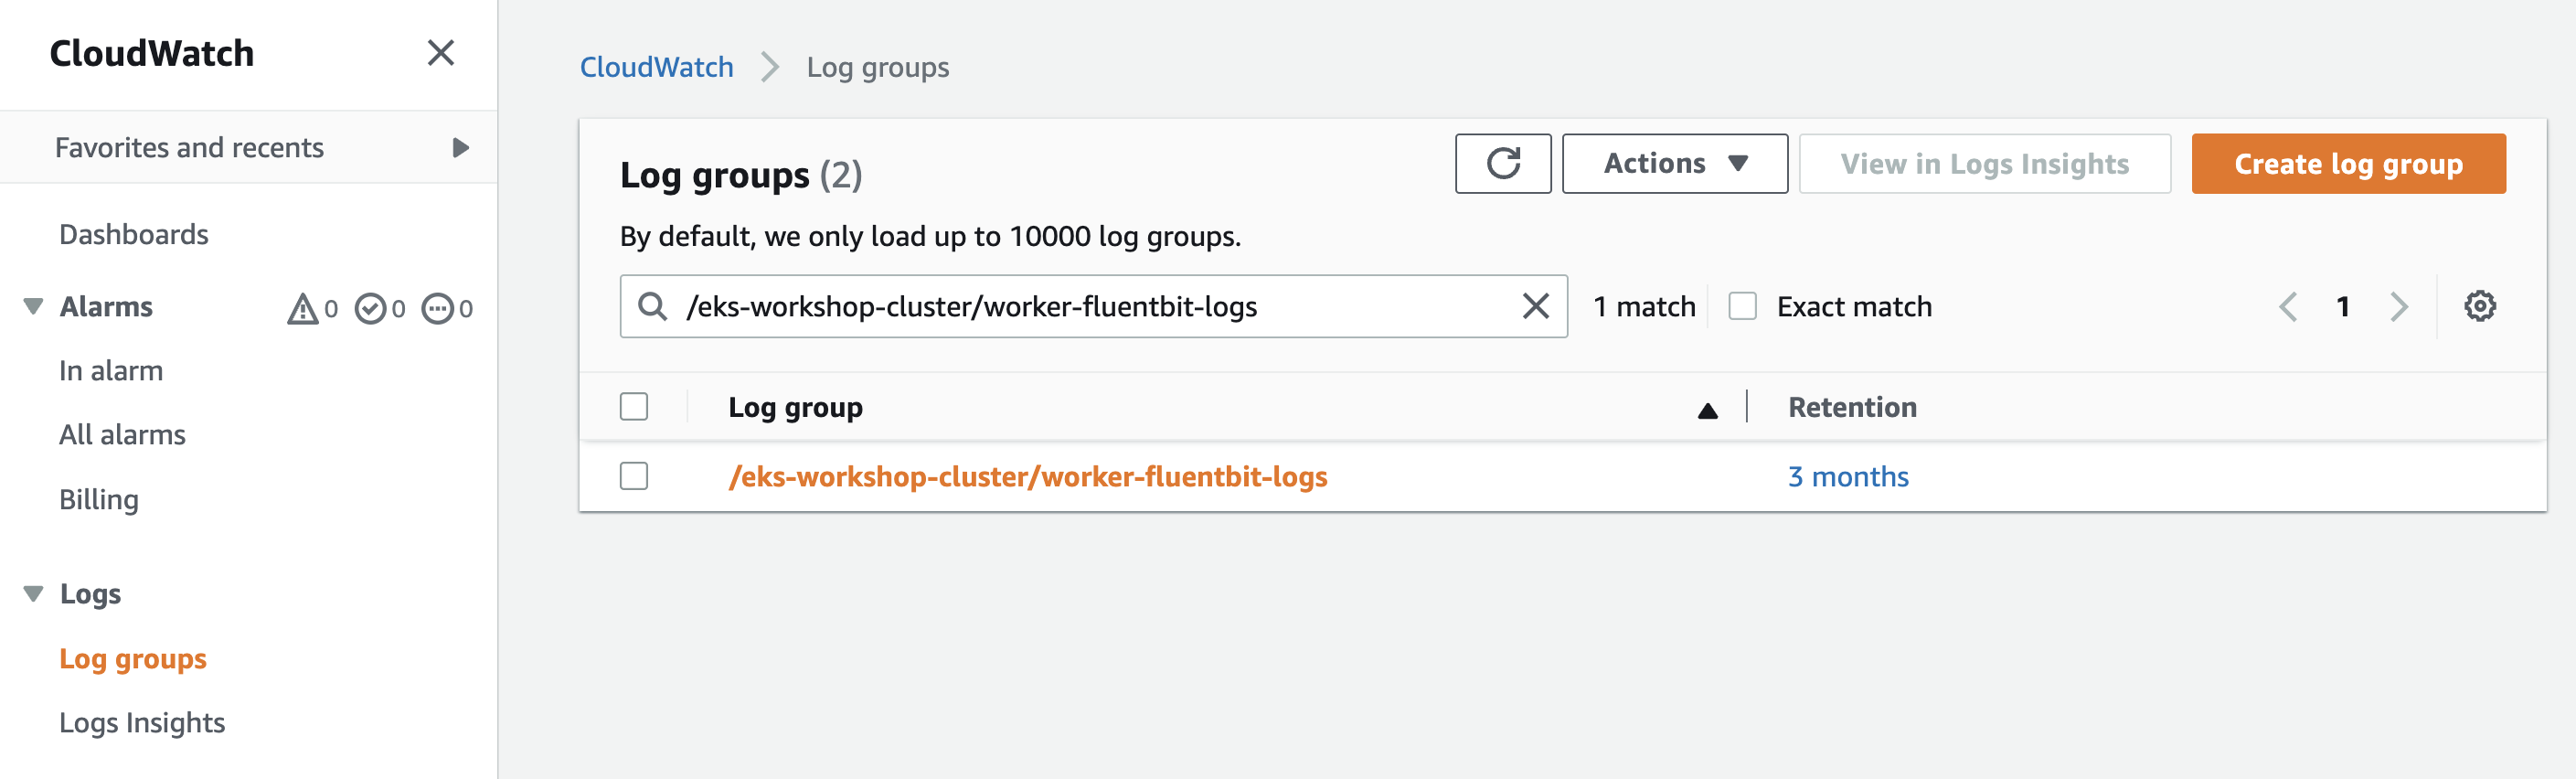 CloudWatch
Favorites and recents
Dashboards
Alarms 0 0 0
In alarm
All alarms
Billing
Logs
Log groups
Logs Insights
CloudWatch Log groups
Log groups (2)
Actions
View in Logs Insights
Create log group
By default, we only load up to 10000 log groups.
/eks-workshop-cluster/worker-fluentbit-logs
1 match
Exact match
1
Log group
Retention
/eks-workshop-cluster/worker-fluentbit-logs
3 months